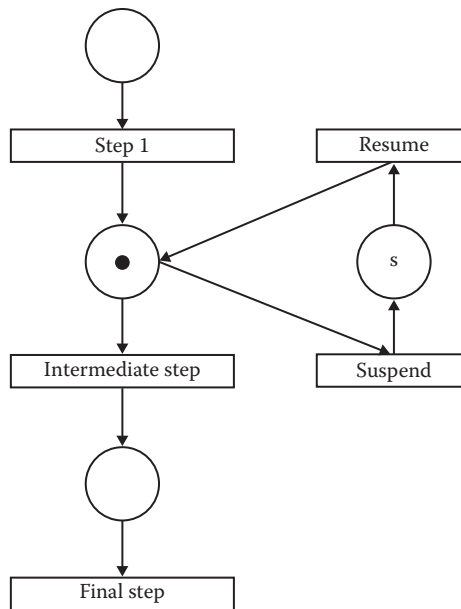 Step 1
Resume
s
Intermediate step
Suspend
Final step